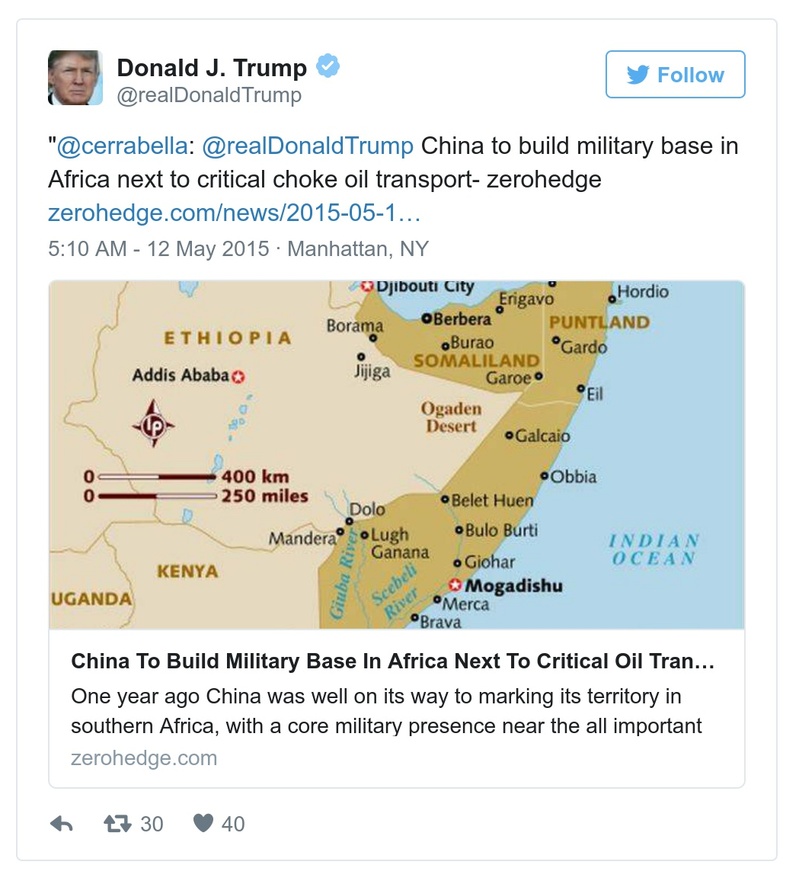 Donald J. Trump
@realDonaldTrump
Follow
"@cerrabella: @realDonaldTrump China to build military base in
Africa next to critical choke oil transport- zerohedge
zerohedge.com/news/2015-05-1…
5:10 AM - 12 May 2015 · Manhattan, NY
Djibouti City
Hordio
Erigavo
Borama
Berbera
PUNTLAND
ETHIOPIA
Burao
Gardo
SOMALILAND
Jijiga
Garoe
Addis Ababa
Eil
Ogaden
Desert
LP
Galcaio
0 400 km
0 250 miles
Obbia
Belet Huen
Dolo
Mandera
Lugh
Ganana
Bulo Burti
INDIAN
OCEAN
Giohar
KENYA
Giuba River
Scebeli
River
Mogadishu
UGANDA
Merca
Brava
China To Build Military Base In Africa Next To Critical Oil Tran…
One year ago China was well on its way to marking its territory in
southern Africa, with a core military presence near the all important
zerohedge.com
30 40